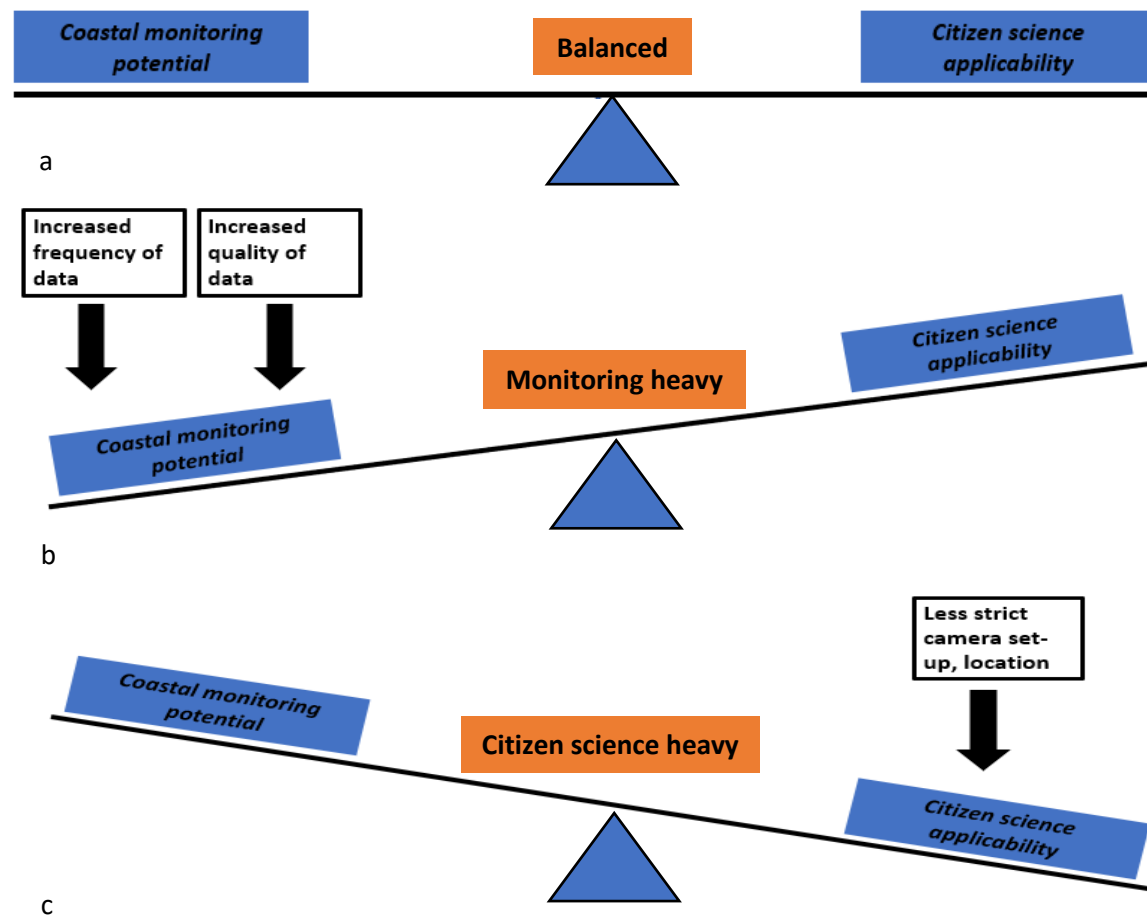 Coastal monitoring
potential
Balanced
Citizen science
applicability
a
Increased
frequency of
data
Increased
quality of
data
Citizen science
applicability
Monitoring heavy
Coastal monitoring
potential
b
Less strict
camera set-
up, location
Coastal monitoring
potential
Citizen science heavy
Citizen science
applicability
c